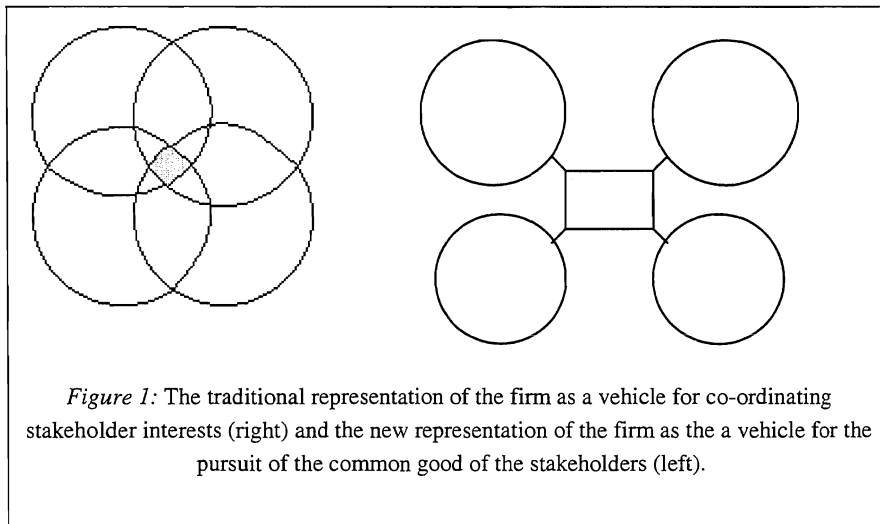 Figure 1: The traditional representation of the firm as a vehicle for co-ordinating
stakeholder interests (right) and the new representation of the firm as the a vehicle for the
pursuit of the common good of the stakeholders (left).